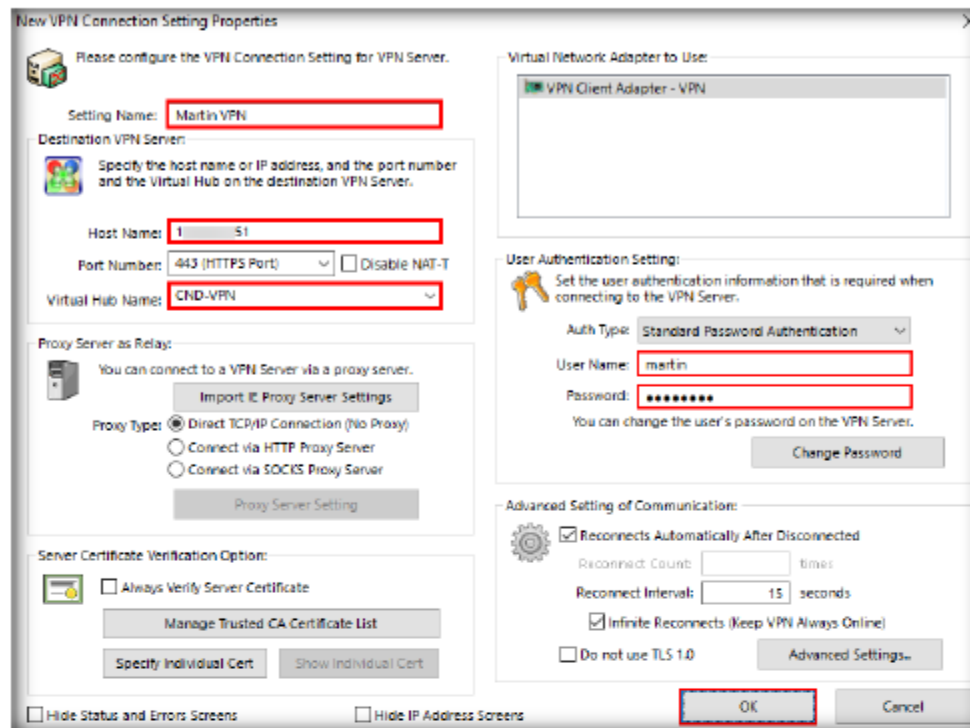 New VPN Connection Setting Properties
Please configure the VPN Connection Setting for VPN Server.
Setting Name: Martin VPN
Destination VPN Server:
Specify the host name or IP address, and the port number
and the Virtual Hub on the destination VPN Server.
Host Name: 1 51
Port Number: 443 (HTTPS Port) Disable NAT-T
Virtual Hub Name: CND-VPN
Proxy Server as Relay:
You can connect to a VPN Server via a proxy server.
Import IE Proxy Server Settings
Proxy Type: Direct TCP/IP Connection (No Proxy)
Connect via HTTP Proxy Server
Connect via SOCKS Proxy Server
Proxy Server Setting
Server Certificate Verification Option:
Always Verify Server Certificate
Manage Trusted CA Certificate List
Specify Individual Cert Show Individual Cert
Hide Status and Errors Screens Hide IP Address Screens
Virtual Network Adapter to Use:
VPN Client Adapter - VPN
User Authentication Setting:
Set the user authentication information that is required when
connecting to the VPN Server.
Auth Type: Standard Password Authentication
User Name: martin
Password: ●●●●●●●●
You can change the user's password on the VPN Server.
Change Password
Advanced Setting of Communication:
Reconnects Automatically After Disconnected
Reconnect Count: times
Reconnect Interval: 15 seconds
Infinite Reconnects (Keep VPN Always Online)
Do not use TLS 1.0 Advanced Settings...
OK Cancel